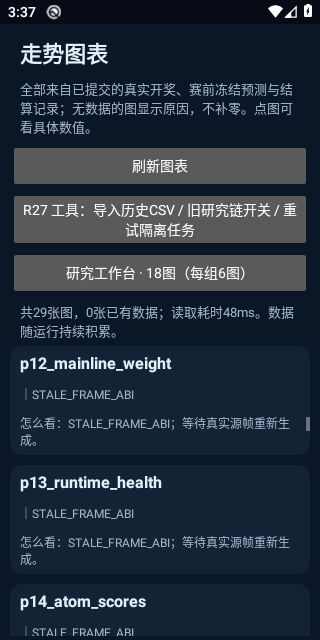 3:37
走势图表
全部来自已提交的真实开奖、赛前冻结预测与结
算记录；无数据的图显示原因，不补零。点图可
看具体数值。
刷新图表
R27 工具：导入历史CSV / 旧研究链开关 / 重
试隔离任务
研究工作台 · 18图（每组6图）
共29张图，0张已有数据；读取耗时48ms。数据
随运行持续积累。
p12_mainline_weight
｜STALE_FRAME_ABI
怎么看：STALE_FRAME_ABI；等待真实源帧重新生
成。
p13_runtime_health
｜STALE_FRAME_ABI
怎么看：STALE_FRAME_ABI；等待真实源帧重新生
成。
p14_atom_scores
｜STALE_FRAME_ABI